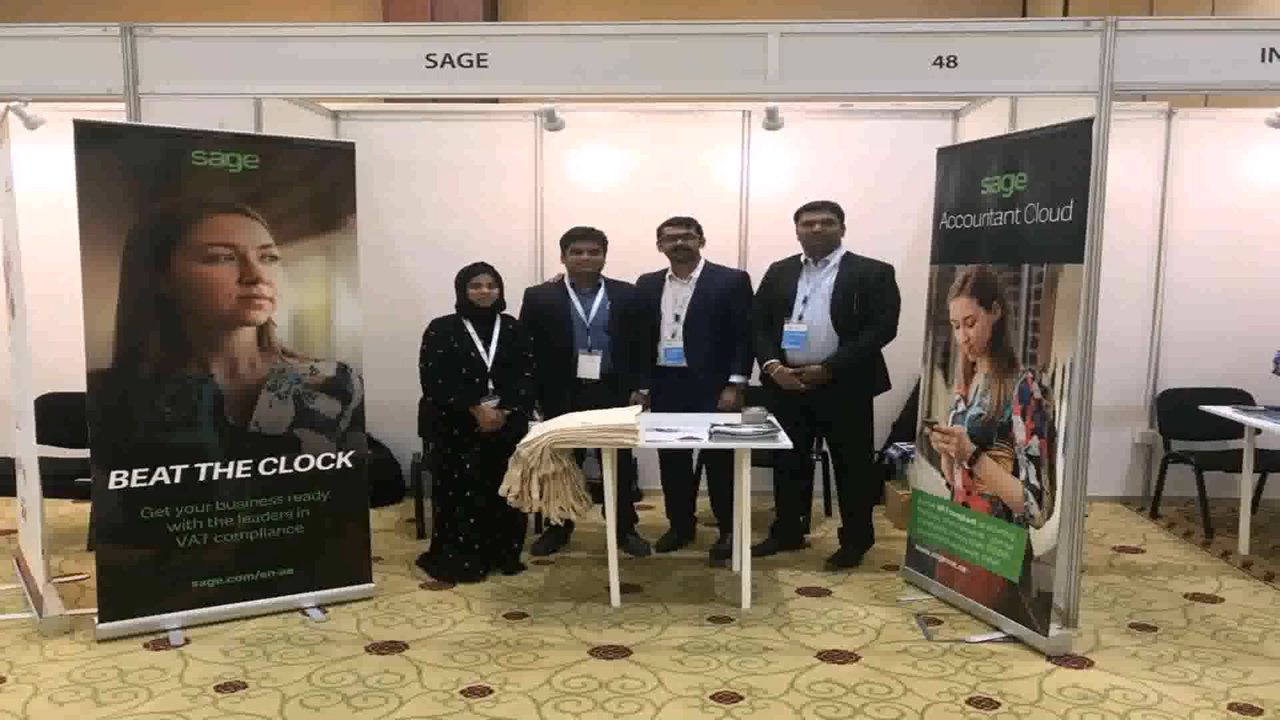 SAGE
48
IN
sage
BEAT THE CLOCK
Get your business ready
with the leaders in
VAT compliance
sage.com/en-ae
sage
Accountant Cloud